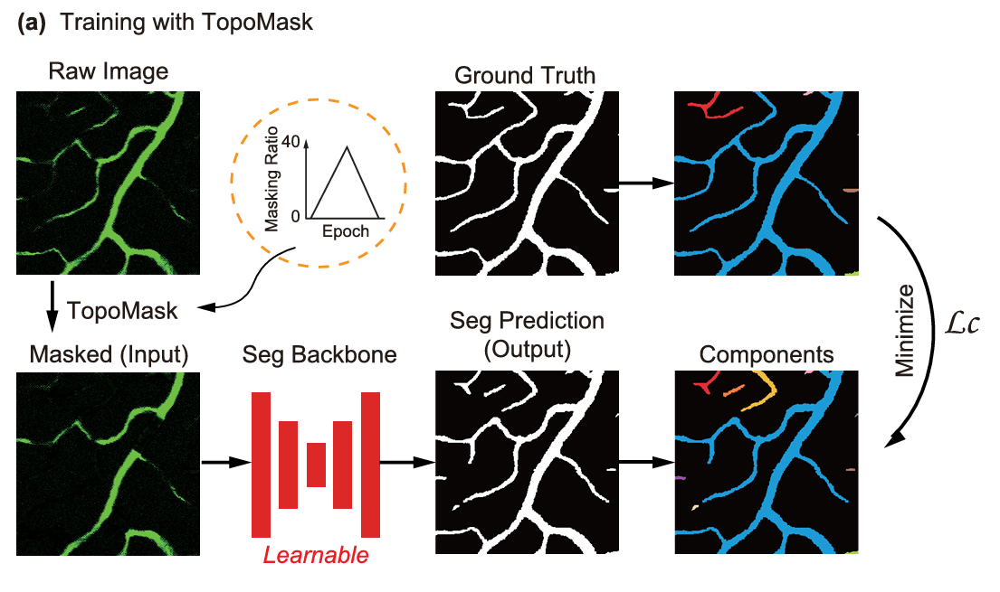 (a) Training with TopoMask
Raw Image
Ground Truth
Masking Ratio
40
0
Epoch
TopoMask
Minimize
ℒc
Masked (Input)
Seg Backbone
Seg Prediction
(Output)
Components
Learnable